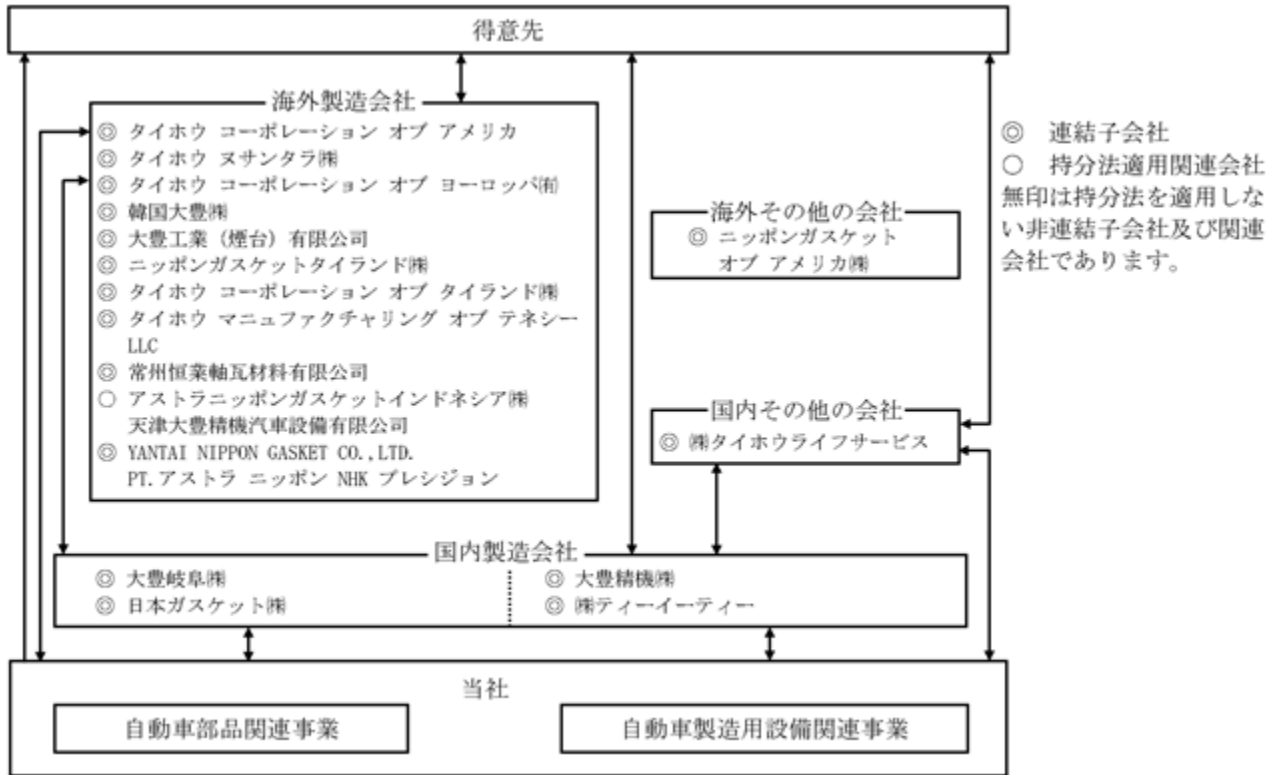 得意先
海外製造会社
◎ タイホウ コーポレーション オブ アメリカ
◎ タイホウ ヌサンタラ㈱
◎ タイホウ コーポレーション オブ ヨーロッパ㈲
◎ 韓国大豊㈱
◎ 大豊工業（煙台）有限公司
◎ ニッポンガスケットタイランド㈱
◎ タイホウ コーポレーション オブ タイランド㈱
◎ タイホウ マニュファクチャリング オブ テネシー
LLC
◎ 常州恒業軸瓦材料有限公司
○ アストラニッポンガスケットインドネシア㈱
天津大豊精機汽車設備有限公司
◎ YANTAI NIPPON GASKET CO.,LTD.
PT.アストラ ニッポン NHK プレシジョン
海外その他の会社
◎ ニッポンガスケット
オブ アメリカ㈱
国内その他の会社
◎ ㈱タイホウライフサービス
◎ 連結子会社
○ 持分法適用関連会社
無印は持分法を適用しな
い非連結子会社及び関連
会社であります。
国内製造会社
◎ 大豊岐阜㈱
◎ 日本ガスケット㈱
◎ 大豊精機㈱
◎ ㈱ティーイーティー
当社
自動車部品関連事業
自動車製造用設備関連事業